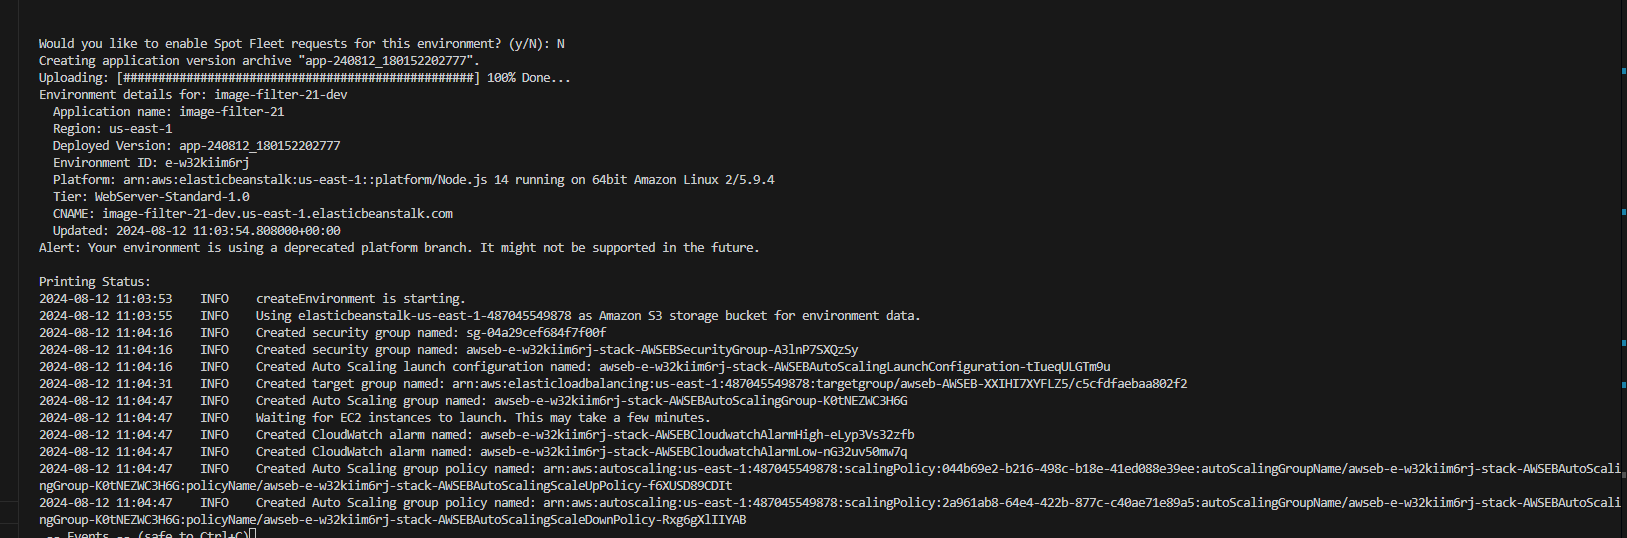 Would you like to enable Spot Fleet requests for this environment? (y/N): N
Creating application version archive "app-240812_180152202777".
Uploading: [##################################################] 100% Done...
Environment details for: image-filter-21-dev
  Application name: image-filter-21
  Region: us-east-1
  Deployed Version: app-240812_180152202777
  Environment ID: e-w32kiim6rj
  Platform: arn:aws:elasticbeanstalk:us-east-1::platform/Node.js 14 running on 64bit Amazon Linux 2/5.9.4
  Tier: WebServer-Standard-1.0
  CNAME: image-filter-21-dev.us-east-1.elasticbeanstalk.com
  Updated: 2024-08-12 11:03:54.808000+00:00
Alert: Your environment is using a deprecated platform branch. It might not be supported in the future.

Printing Status:
2024-08-12 11:03:53    INFO    createEnvironment is starting.
2024-08-12 11:03:55    INFO    Using elasticbeanstalk-us-east-1-487045549878 as Amazon S3 storage bucket for environment data.
2024-08-12 11:04:16    INFO    Created security group named: sg-04a29cef684f7f00f
2024-08-12 11:04:16    INFO    Created security group named: awseb-e-w32kiim6rj-stack-AWSEBSecurityGroup-A3lnP7SXQzSy
2024-08-12 11:04:16    INFO    Created Auto Scaling launch configuration named: awseb-e-w32kiim6rj-stack-AWSEBAutoScalingLaunchConfiguration-tIueqULGTm9u
2024-08-12 11:04:31    INFO    Created target group named: arn:aws:elasticloadbalancing:us-east-1:487045549878:targetgroup/awseb-AWSEB-XXIHI7XYFLZ5/c5cfdfaebaa802f2
2024-08-12 11:04:47    INFO    Created Auto Scaling group named: awseb-e-w32kiim6rj-stack-AWSEBAutoScalingGroup-K0tNEZWC3H6G
2024-08-12 11:04:47    INFO    Waiting for EC2 instances to launch. This may take a few minutes.
2024-08-12 11:04:47    INFO    Created CloudWatch alarm named: awseb-e-w32kiim6rj-stack-AWSEBCloudwatchAlarmHigh-eLyp3Vs32zfb
2024-08-12 11:04:47    INFO    Created CloudWatch alarm named: awseb-e-w32kiim6rj-stack-AWSEBCloudwatchAlarmLow-nG32uv50mw7q
2024-08-12 11:04:47    INFO    Created Auto Scaling group policy named: arn:aws:autoscaling:us-east-1:487045549878:scalingPolicy:044b69e2-b216-498c-b18e-41ed088e39ee:autoScalingGroupName/awseb-e-w32kiim6rj-stack-AWSEBAutoScali
ngGroup-K0tNEZWC3H6G:policyName/awseb-e-w32kiim6rj-stack-AWSEBAutoScalingScaleUpPolicy-f6XUSD89CDIt
2024-08-12 11:04:47    INFO    Created Auto Scaling group policy named: arn:aws:autoscaling:us-east-1:487045549878:scalingPolicy:2a961ab8-64e4-422b-877c-c40ae71e89a5:autoScalingGroupName/awseb-e-w32kiim6rj-stack-AWSEBAutoScali
ngGroup-K0tNEZWC3H6G:policyName/awseb-e-w32kiim6rj-stack-AWSEBAutoScalingScaleDownPolicy-Rxg6gXlIIYAB
 -- Events -- (safe to Ctrl+C)